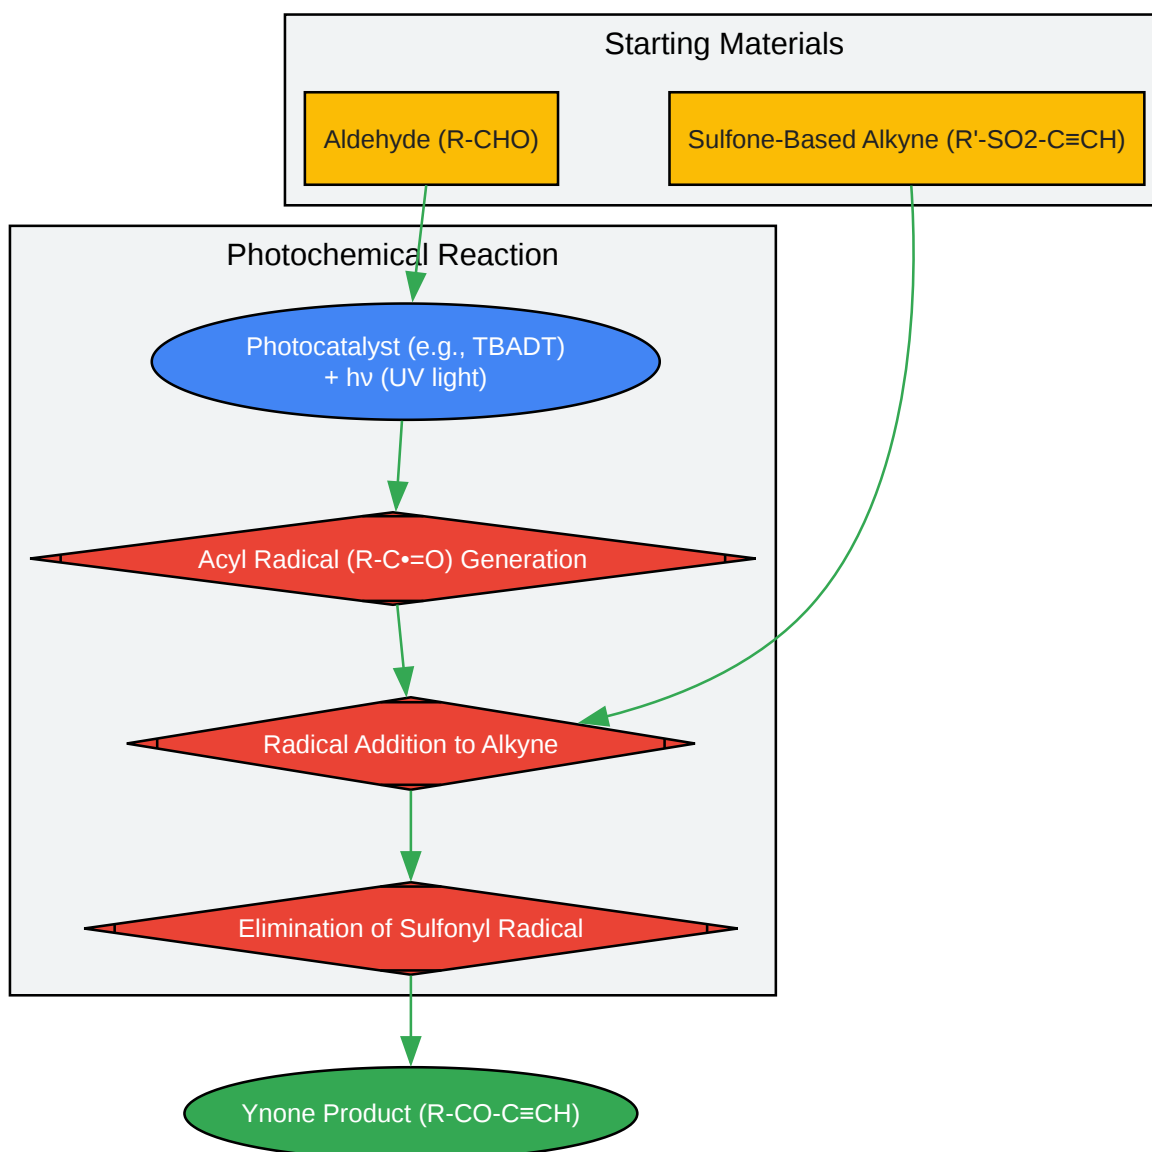 Starting Materials
Aldehyde (R-CHO)
Sulfone-Based Alkyne (R'-SO2-C≡CH)
Photochemical Reaction
Photocatalyst (e.g., TBADT)
+ hν (UV light)
Acyl Radical (R-C•=O) Generation
Radical Addition to Alkyne
Elimination of Sulfonyl Radical
Ynone Product (R-CO-C≡CH)